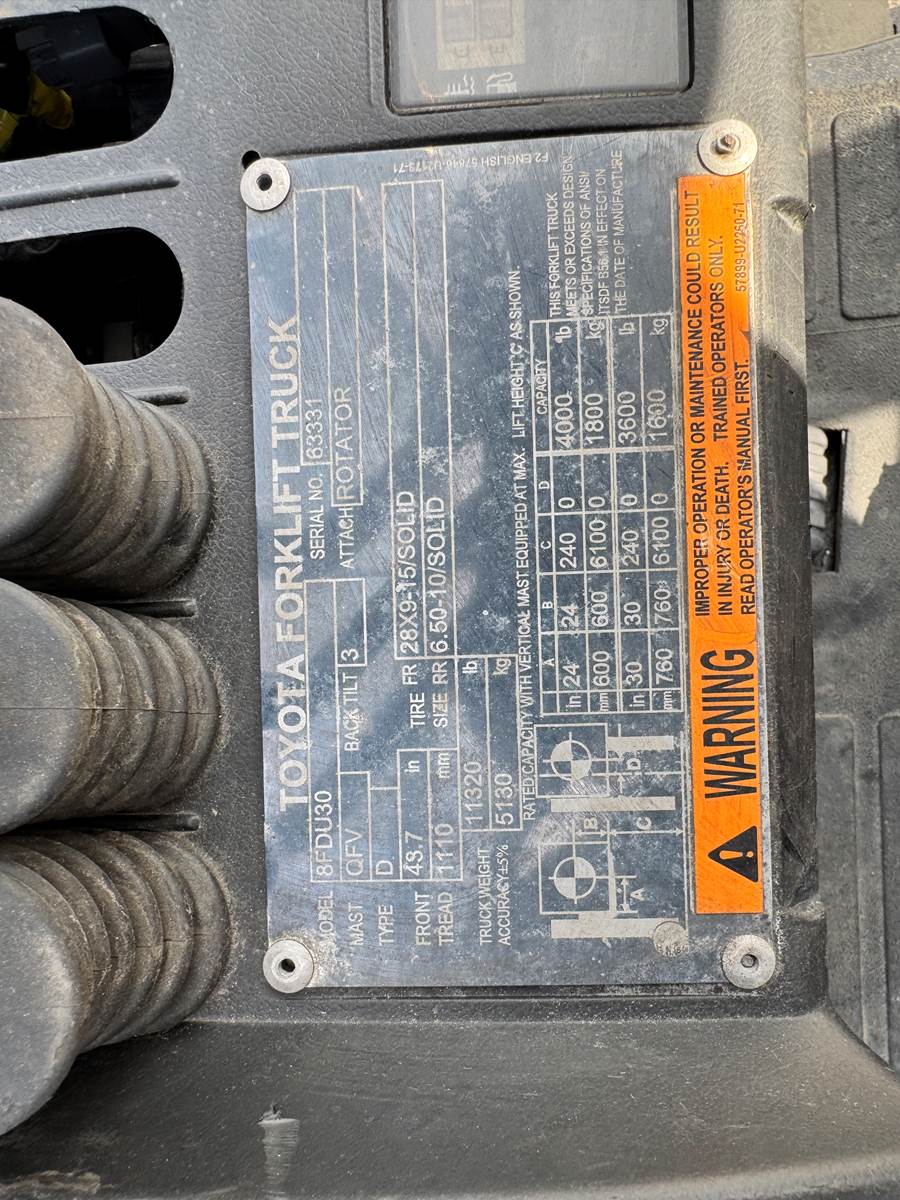 F2 ENGLISH 57646-U2173-71
TOYOTA FORKLIFT TRUCK
MODEL 8FDU30 SERIAL NO. 63331
MAST QFV BACK TILT 3 ATTACH ROTATOR
TYPE D
FRONT TREAD 43.7 in 1110 mm
TIRE SIZE FR 28X9-15/SOLID
RR 6.50-10/SOLID
TRUCK WEIGHT 11320 lb
ACCURACY±5% 5130 kg
RATED CAPACITY WITH VERTICAL MAST EQUIPPED AT MAX. LIFT HEIGHT 'C' AS SHOWN.
A B C D CAPACITY
in 24 24 240 0 4000 lb
mm 600 600 6100 0 1800 kg
in 30 30 240 0 3600 lb
mm 760 760 6100 0 1600 kg
A B C D
THIS FORKLIFT TRUCK
MEETS OR EXCEEDS DESIGN
SPECIFICATIONS OF ANSI/
ITSDF B56.1 IN EFFECT ON
THE DATE OF MANUFACTURE
WARNING
IMPROPER OPERATION OR MAINTENANCE COULD RESULT
IN INJURY OR DEATH. TRAINED OPERATORS ONLY.
READ OPERATOR'S MANUAL FIRST.
57899-U2260-71